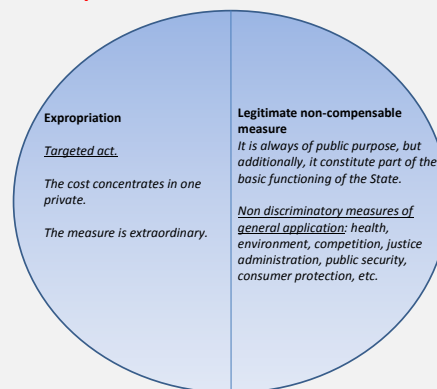 Expropriation
Targeted act.
The cost concentrates in one
private.
The measure is extraordinary.
Legitimate non-compensable
measure
It is always of public purpose, but
additionally, it constitute part of the
basic functioning of the State.
Non discriminatory measures of
general application: health,
environment, competition, justice
administration, public security,
consumer protection, etc.